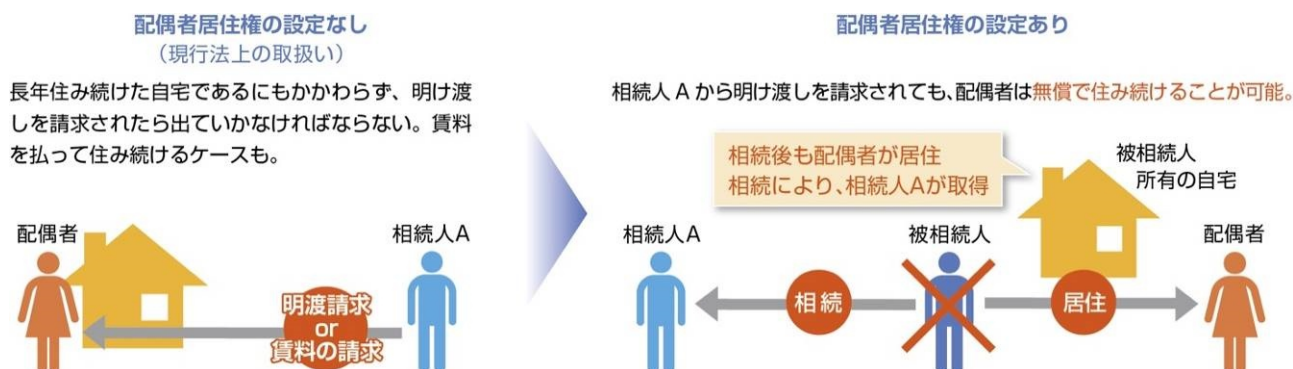 配偶者居住権の設定なし
（現行法上の取扱い）
長年住み続けた自宅であるにもかかわらず、明け渡
しを請求されたら出ていかなければならない。賃料
を払って住み続けるケースも。
配偶者
相続人A
明渡請求
or
賃料の請求
配偶者居住権の設定あり
相続人 A から明け渡しを請求されても、配偶者は無償で住み続けることが可能。
相続後も配偶者が居住
相続により、相続人Aが取得
被相続人
所有の自宅
相続人A
被相続人
配偶者
相続
居住